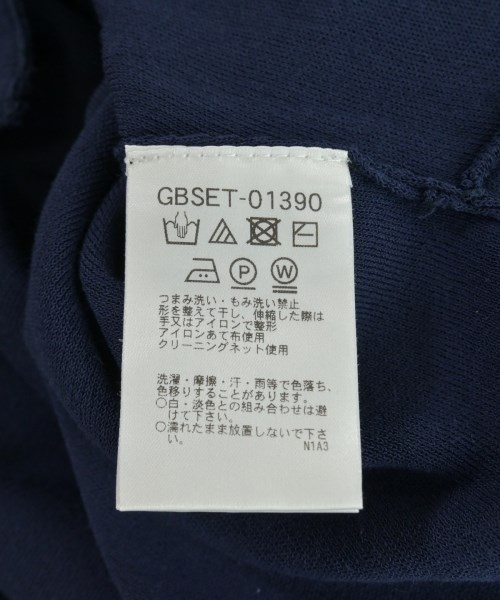 GBSET-01390
P W
つまみ洗い・もみ洗い禁止
形を整えて干し、伸縮した際は
手又はアイロンで整形
アイロンあて布使用
クリーニングネット使用
洗濯・摩擦・汗・雨等で色落ち、
色移りすることがあります。
○白・淡色との組み合わせは避
けて下さい。
○濡れたまま放置しないで下さ
い。
N1A3